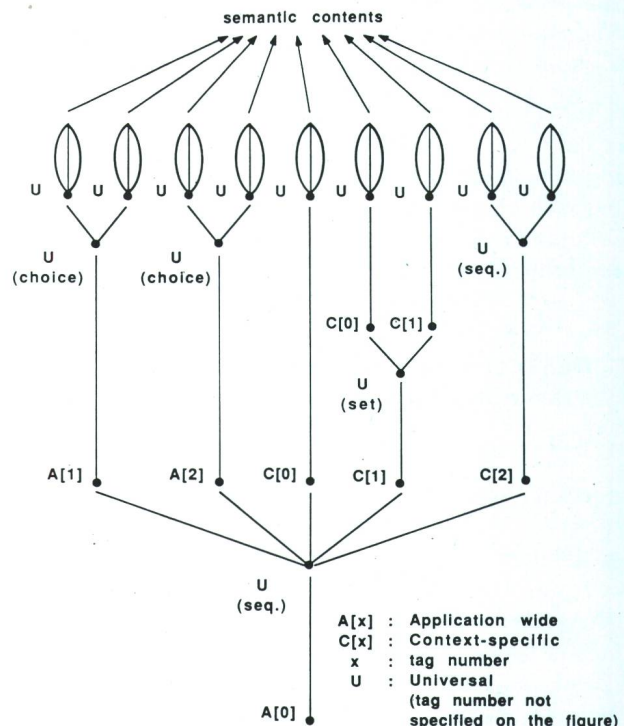 semantic contents
U U U U U U U U U
U U U
(choice) (choice) (seq.)
C[0] C[1]
U
(set)
A[1] A[2] C[0] C[1] C[2]
U
(seq.)
A[x] : Application wide
C[x] : Context-specific
x : tag number
U : Universal
(tag number not
A[0] specified on the figure)